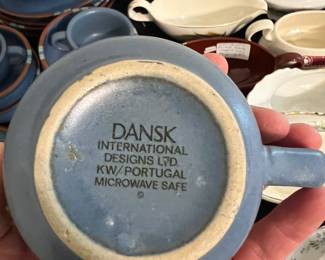 DANSK
INTERNATIONAL
DESIGNS LTD.
KW/PORTUGAL
MICROWAVE SAFE
©